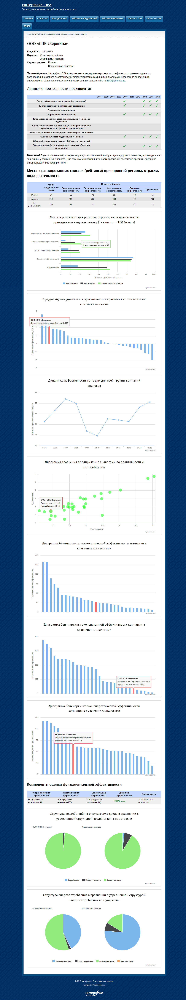 Интерфакс–ЭРА
Эколого-энергетическое рейтинговое агентство
ГЛАВНАЯ
СОБЫТИЯ
МЕТОДОЛОГИЯ
РЕЙТИНГИ ПРЕДПРИЯТИЙ
РЕЙТИНГИ РЕГИОНОВ
РАБОТА С ЭРА
ОБ АГЕНТСТВЕ
ПОИСК
Главная » Рейтинг фундаментальной эффективности предприятий
ООО «СПК «Вершина»
Код ОКПО: 34026749
Отрасль: Сельское хозяйство
Агрофирмы, колхозы
Страна, регион: Россия
Воронежская область
Тестовый режим. Интерфакс-ЭРА представляет предварительную версию графического сравнения данного
предприятия по эколого-энергетической эффективности с компаниями-аналогами. Вопросы по содержанию
инфографики, её дополнению и актуализации данных направляйте на ERA@interfax.ru.
Данные о прозрачности предприятия
2005 2007 2008 2009 2010 2011 2012 2013 2014 2015
Выручка (или стоимость услуг, работ, продукции)
Выпуск продукции в натуральном выражении
Расход всех видов топлива
Потребление электроэнергии
Использование свежей воды из природных источников и
водоканалов
Сброс загрязненных сточных вод (в т.ч. на рельеф) и/или
передача на очистку другим предприятиям
Выброс загрязнений в атмосферу от стационарных источников
Оценка выбросов подвижных источников
Объем образовавшихся отходов (I-IV классы опасности)
Площадь земель (в т.ч. арендуемых), занятых объектами
предприятия
Внимание! Оценка показателей, которые не раскрыты компанией и отсутствуют в других источниках, производится по
значениям у ближайших аналогов. Для повышения полноты и точности сравнений достаточно прислать анкеты по
интересующим Вас предприятиям.
Места в ранжированных списках (рейтинги) предприятий региона, отрасли,
вида деятельности
Кол-во
предприятий в
списке
Места в рейтингах
Энерго-ресурсная
эффективность
Технологическая
эффективность
Экосистемная
эффективность
Динамика
эффективности
Прозрачность
Регион 74 55 70 68 18 61
Отрасль 240 188 205 194 60 122
Вид
деятельности 153 106 121 122 41 74
Места в рейтингах для региона, отрасли, вида деятельности
приведенные в единую шкалу (1-е место = 100 баллов)
Энерго-ресурсная эффективность
Технологическая эффективность
Экосистемная эффективность
Динамика эффективности
Прозрачность
Технологическая эффективность
для вида деятельности: 21
0 10 20 30 40 50 60 70 80 90 100
Рейтинг в 100 бальной шкале
для региона
для отрасли
для вида деятельности
Highcharts.com
Среднегодовая динамика эффективности в сравнении с показателями
компаний аналогов
ООО «СПК «Вершина»
Динамика эффективности, % в год: 2.089
4
2
1
0
-1
-2
-3
Highcharts.com
Динамика эффективности по годам для всей группы компаний
аналогов
Значение эффективности по годам
57
56
55
54
53
52
2005 2006 2007 2008 2009 2010 2011 2012 2013 2014 2015
Highcharts.com
Диаграмма сравнения предприятия с аналогами по адаптивности и
разнообразию
Адаптивность
6
5
4
3
2
1
0
ООО «СПК «Вершина»
Адаптивность: 1.454
Разнообразие: 2.942
3 3.5 4 4.5 5 5.5 6
Разнообразие
Highcharts.com
Диаграмма бенчмаркинга технологической эффективности компании в
сравнении с аналогами
Технологическая эффективность
150
125
100
75
50
25
0
Highcharts.com
Диаграмма бенчмаркинга эко-системной эффективности компании в
сравнении с аналогами
Экосистемная эффективность
400
300
200
100
0
ООО «СПК «Вершина»
Экосистемная эффективность: 35.8
(среднее по экономике=100).
Highcharts.com
Диаграмма бенчмаркинга эко-энергетической эффективности
компании в сравнении с аналогами
Энерго-ресурсная эффективность
125
100
75
50
25
0
ООО «СПК «Вершина»
Энерго-ресурсная эффективность: 66.4
(среднее по экономике=100).
Highcharts.com
Компоненты оценки фундаментальной эффективности
Энерго-ресурсная
эффективность
Технологическая
эффективность
Экосистемная
эффективность
Динамика
эффективности
Прозрачность
66.4 (среднее по
экономике=100)
26.5 (среднее по
экономике=100)
35.8 (среднее по
экономике=100)
+2.09% в год
44.7% раскрытых
показателей
Структура воздействий на окружающую среду в сравнении с
усредненной структурой воздействий в подотрасли
ООО «СПК «Вершина»
Агрофирмы, колхозы
Вода+стоки
Выброс+выхлоп
Земля+отходы
Highcharts.com
Структура энергопотребления в сравнении с усредненной структурой
энергопотребления в подотрасли
ООО «СПК «Вершина»
Агрофирмы, колхозы
Котельное+тепло
Электроэнергия
Моторное топл.
Энергия воды
Highcharts.com
© 2017 Интерфакс. Все права защищены.
e-mail: ERA@interfax.ru
интерфакс